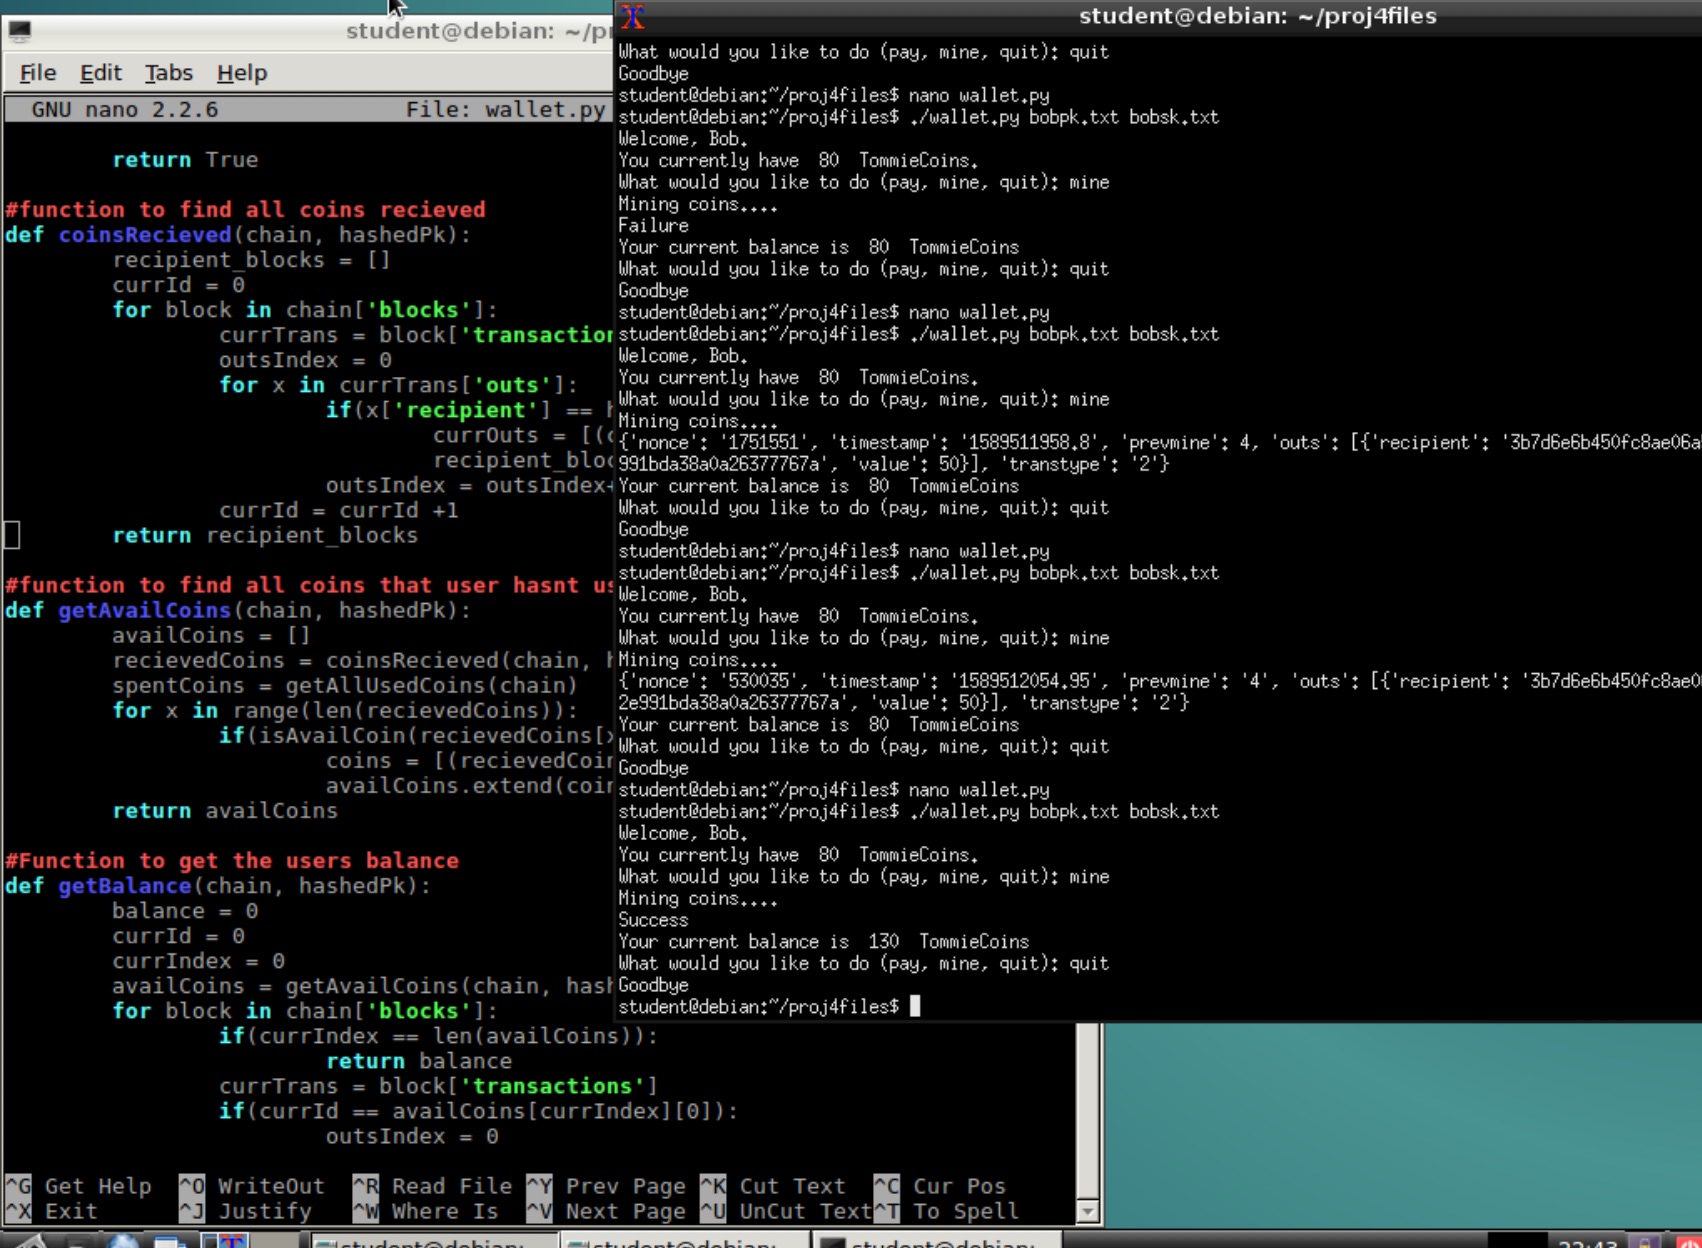 student@debian: ~/pr
File Edit Tabs Help
GNU nano 2.2.6 File: wallet.py
return True
#function to find all coins recieved
def coinsRecieved(chain, hashedPk):
recipient_blocks = []
currId = 0
for block in chain['blocks']:
currTrans = block['transaction
outsIndex = 0
for x in currTrans['outs']:
if(x['recipient'] == h
currOuts = [(c
recipient_bloc
outsIndex = outsIndex+
currId = currId +1
return recipient_blocks
#function to find all coins that user hasnt us
def getAvailCoins(chain, hashedPk):
availCoins = []
recievedCoins = coinsRecieved(chain, h
spentCoins = getAllUsedCoins(chain)
for x in range(len(recievedCoins)):
if(isAvailCoin(recievedCoins[x
coins = [(recievedCoin
availCoins.extend(coin
return availCoins
#Function to get the users balance
def getBalance(chain, hashedPk):
balance = 0
currId = 0
currIndex = 0
availCoins = getAvailCoins(chain, hash
for block in chain['blocks']:
if(currIndex == len(availCoins)):
return balance
currTrans = block['transactions']
if(currId == availCoins[currIndex][0]):
outsIndex = 0
^G Get Help ^O WriteOut ^R Read File ^Y Prev Page ^K Cut Text ^C Cur Pos
^X Exit ^J Justify ^W Where Is ^V Next Page ^U UnCut Text ^T To Spell
student@debian: ~/proj4files
What would you like to do (pay, mine, quit): quit
Goodbye
student@debian:~/proj4files$ nano wallet.py
student@debian:~/proj4files$ ./wallet.py bobpk.txt bobsk.txt
Welcome, Bob.
You currently have  80  TommieCoins.
What would you like to do (pay, mine, quit): mine
Mining coins....
Failure
Your current balance is  80  TommieCoins
What would you like to do (pay, mine, quit): quit
Goodbye
student@debian:~/proj4files$ nano wallet.py
student@debian:~/proj4files$ ./wallet.py bobpk.txt bobsk.txt
Welcome, Bob.
You currently have  80  TommieCoins.
What would you like to do (pay, mine, quit): mine
Mining coins....
{'nonce': '1751551', 'timestamp': '1589511958.8', 'prevmine': 4, 'outs': [{'recipient': '3b7d6e6b450fc8ae06a
991bda38a0a26377767a', 'value': 50}], 'transtype': '2'}
Your current balance is  80  TommieCoins
What would you like to do (pay, mine, quit): quit
Goodbye
student@debian:~/proj4files$ nano wallet.py
student@debian:~/proj4files$ ./wallet.py bobpk.txt bobsk.txt
Welcome, Bob.
You currently have  80  TommieCoins.
What would you like to do (pay, mine, quit): mine
Mining coins....
{'nonce': '530035', 'timestamp': '1589512054.95', 'prevmine': '4', 'outs': [{'recipient': '3b7d6e6b450fc8ae0
2e991bda38a0a26377767a', 'value': 50}], 'transtype': '2'}
Your current balance is  80  TommieCoins
What would you like to do (pay, mine, quit): quit
Goodbye
student@debian:~/proj4files$ nano wallet.py
student@debian:~/proj4files$ ./wallet.py bobpk.txt bobsk.txt
Welcome, Bob.
You currently have  80  TommieCoins.
What would you like to do (pay, mine, quit): mine
Mining coins....
Success
Your current balance is  130  TommieCoins
What would you like to do (pay, mine, quit): quit
Goodbye
student@debian:~/proj4files$
student@debian: student@debian: student@debian: 22:43